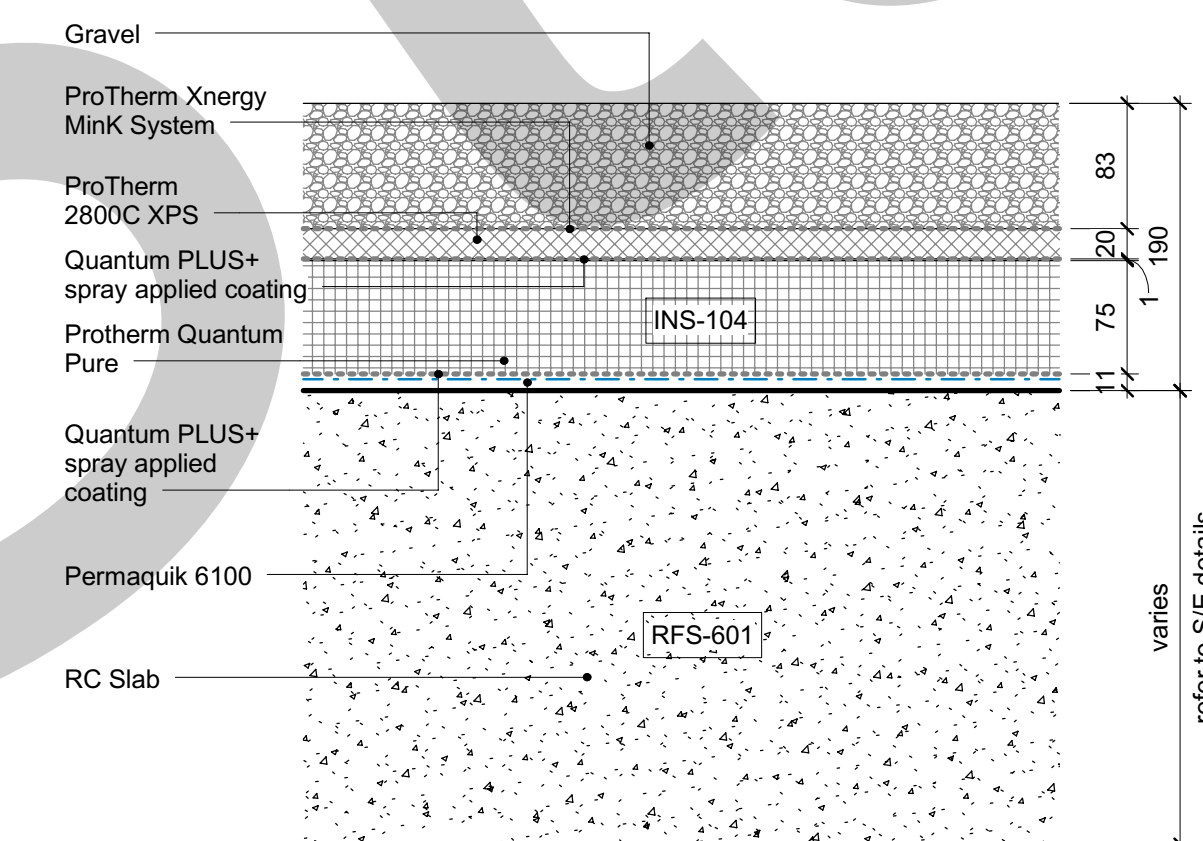 Gravel
ProTherm Xnergy
MinK System
ProTherm
2800C XPS
Quantum PLUS+
spray applied coating
Protherm Quantum
Pure
Quantum PLUS+
spray applied
coating
Permaquik 6100
RC Slab
INS-104
RFS-601
83
20
1
75
11
190
varies
refer to S/E details